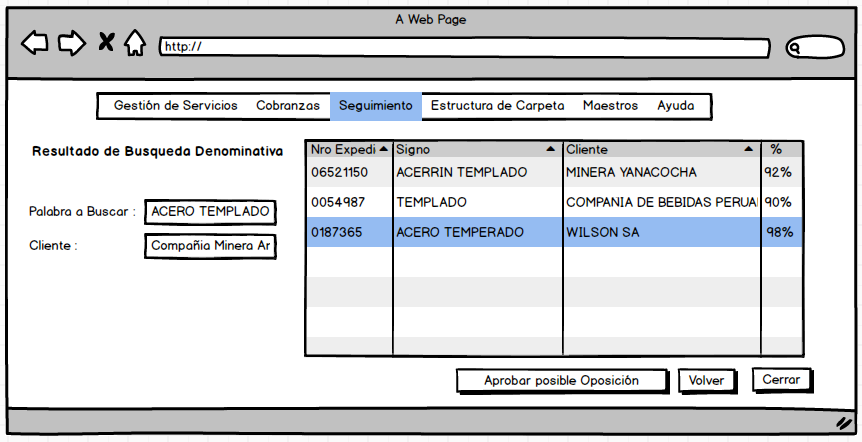 A Web Page
http://
Gestión de Servicios Cobranzas Seguimiento Estructura de Carpeta Maestros Ayuda
Resultado de Busqueda Denominativa
Palabra a Buscar : ACERO TEMPLADO
Cliente : Compañia Minera Ar
Nro Expedi Signo Cliente %
06521150 ACERRIN TEMPLADO MINERA YANACOCHA 92%
0054987 TEMPLADO COMPANIA DE BEBIDAS PERUA 90%
0187365 ACERO TEMPERADO WILSON SA 98%
Aprobar posible Oposición Volver Cerrar